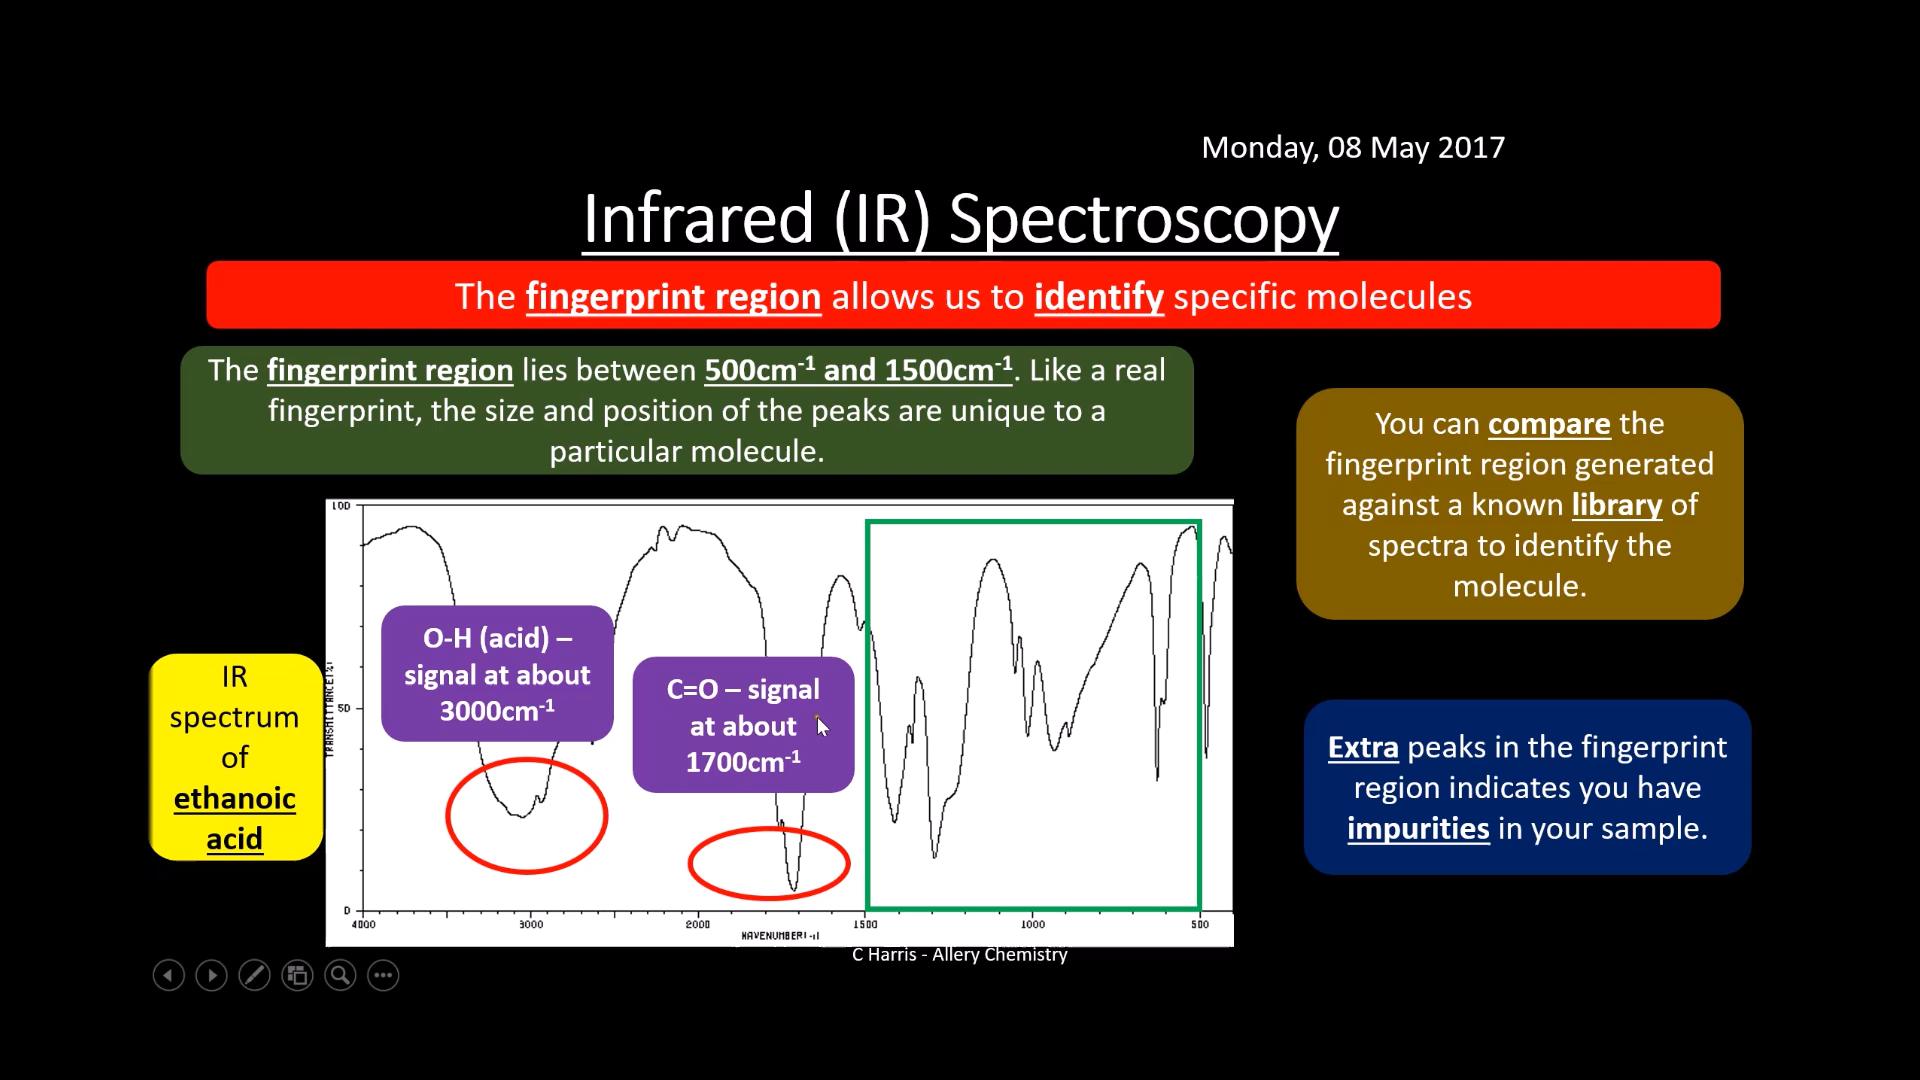 Monday, 08 May 2017
Infrared (IR) Spectroscopy
The fingerprint region allows us to identify specific molecules
The fingerprint region lies between 500cm⁻¹ and 1500cm⁻¹. Like a real
fingerprint, the size and position of the peaks are unique to a
particular molecule.
You can compare the
fingerprint region generated
against a known library of
spectra to identify the
molecule.
IR
spectrum
of
ethanoic
acid
100
50
0
O-H (acid) –
signal at about
3000cm⁻¹
C=O – signal
at about
1700cm⁻¹
4000 3000 2000 1500 1000 500
Extra peaks in the fingerprint
region indicates you have
impurities in your sample.
C Harris - Allery Chemistry